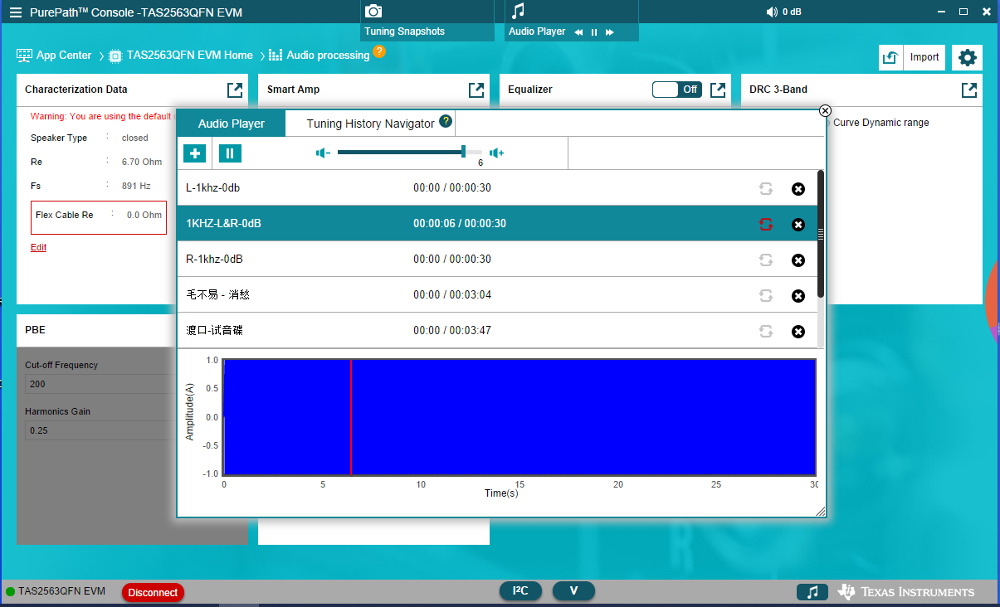 PurePath™ Console -TAS2563QFN EVM
Tuning Snapshots
Audio Player
0 dB
App Center
TAS2563QFN EVM Home
Audio processing
?
Import
Characterization Data
Smart Amp
Equalizer
Off
DRC 3-Band
Warning: You are using the default
Speaker Type : closed
Re : 6.70 Ohm
Fs : 891 Hz
Flex Cable Re : 0.0 Ohm
Edit
Curve Dynamic range
Audio Player
Tuning History Navigator ?
6
L-1khz-0db 00:00 / 00:00:30
1KHZ-L&R-0dB 00:00:06 / 00:00:30
R-1khz-0dB 00:00 / 00:00:30
毛不易 - 消愁 00:00 / 00:03:04
渡口-试音碟 00:00 / 00:03:47
PBE
Cut-off Frequency
200
Harmonics Gain
0.25
Amplitude(A)
1.0
0.5
0.0
-0.5
-1.0
0 5 10 15 20 25 30
Time(s)
TAS2563QFN EVM
Disconnect
I²C
V
TEXAS INSTRUMENTS